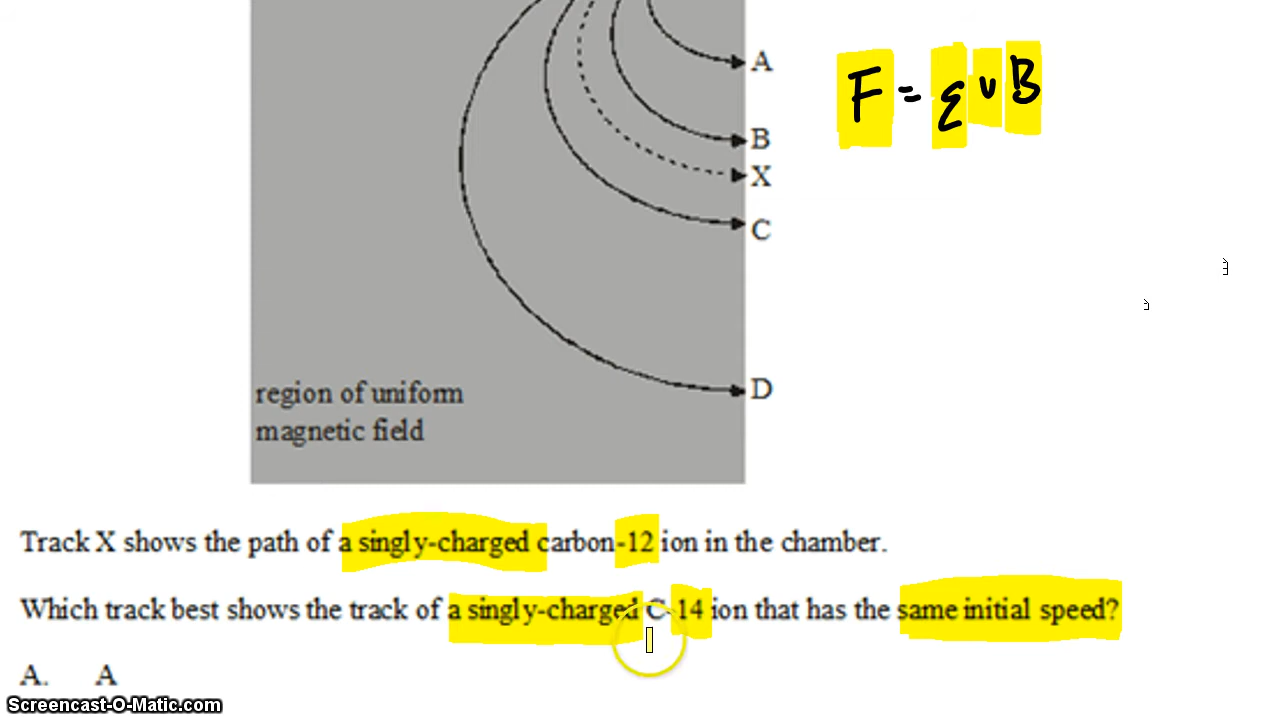 A
F = q v B
B
X
C
D
region of uniform
magnetic field
Track X shows the path of a singly-charged carbon-12 ion in the chamber.
Which track best shows the track of a singly-charged C-14 ion that has the same initial speed?
A. A
Screencast-O-Matic.com